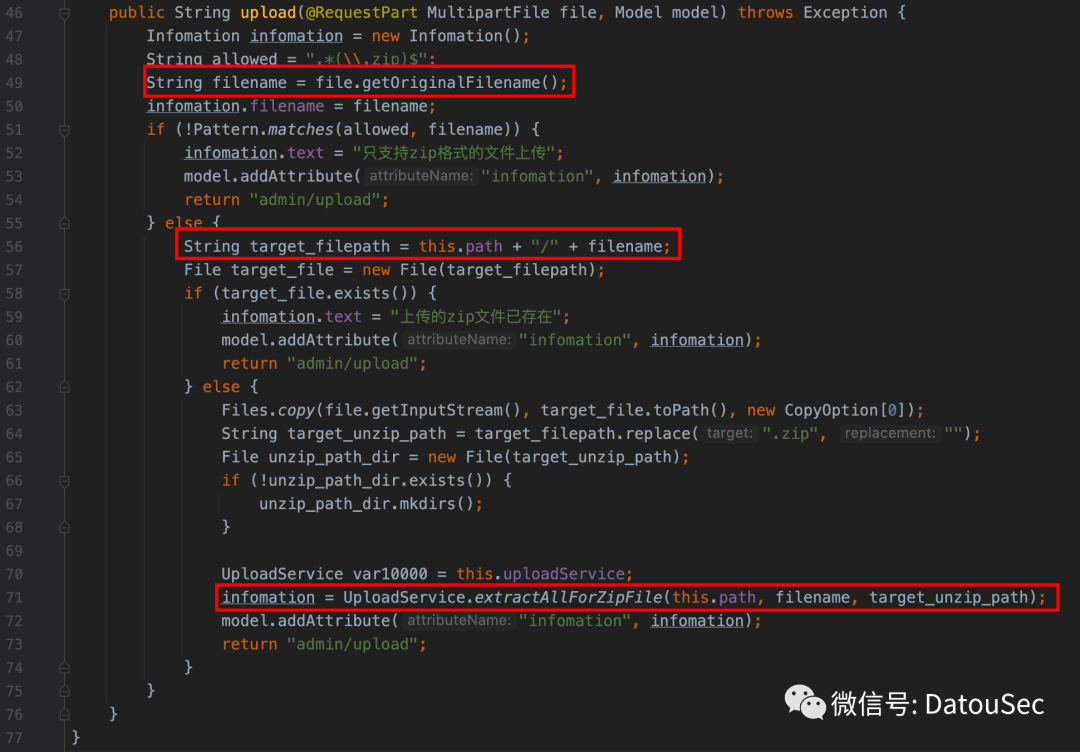 46 public String upload(@RequestPart MultipartFile file, Model model) throws Exception {
47 Infomation infomation = new Infomation();
48 String allowed = ".*(\\.zip)$";
49 String filename = file.getOriginalFilename();
50 infomation.filename = filename;
51 if (!Pattern.matches(allowed, filename)) {
52 infomation.text = "只支持zip格式的文件上传";
53 model.addAttribute( attributeName: "infomation", infomation);
54 return "admin/upload";
55 } else {
56 String target_filepath = this.path + "/" + filename;
57 File target_file = new File(target_filepath);
58 if (target_file.exists()) {
59 infomation.text = "上传的zip文件已存在";
60 model.addAttribute( attributeName: "infomation", infomation);
61 return "admin/upload";
62 } else {
63 Files.copy(file.getInputStream(), target_file.toPath(), new CopyOption[0]);
64 String target_unzip_path = target_filepath.replace( target: ".zip", replacement: "");
65 File unzip_path_dir = new File(target_unzip_path);
66 if (!unzip_path_dir.exists()) {
67 unzip_path_dir.mkdirs();
68 }
69
70 UploadService var10000 = this.uploadService;
71 infomation = UploadService.extractAllForZipFile(this.path, filename, target_unzip_path);
72 model.addAttribute( attributeName: "infomation", infomation);
73 return "admin/upload";
74 }
75 }
76 }
77 }
微信号: DatouSec